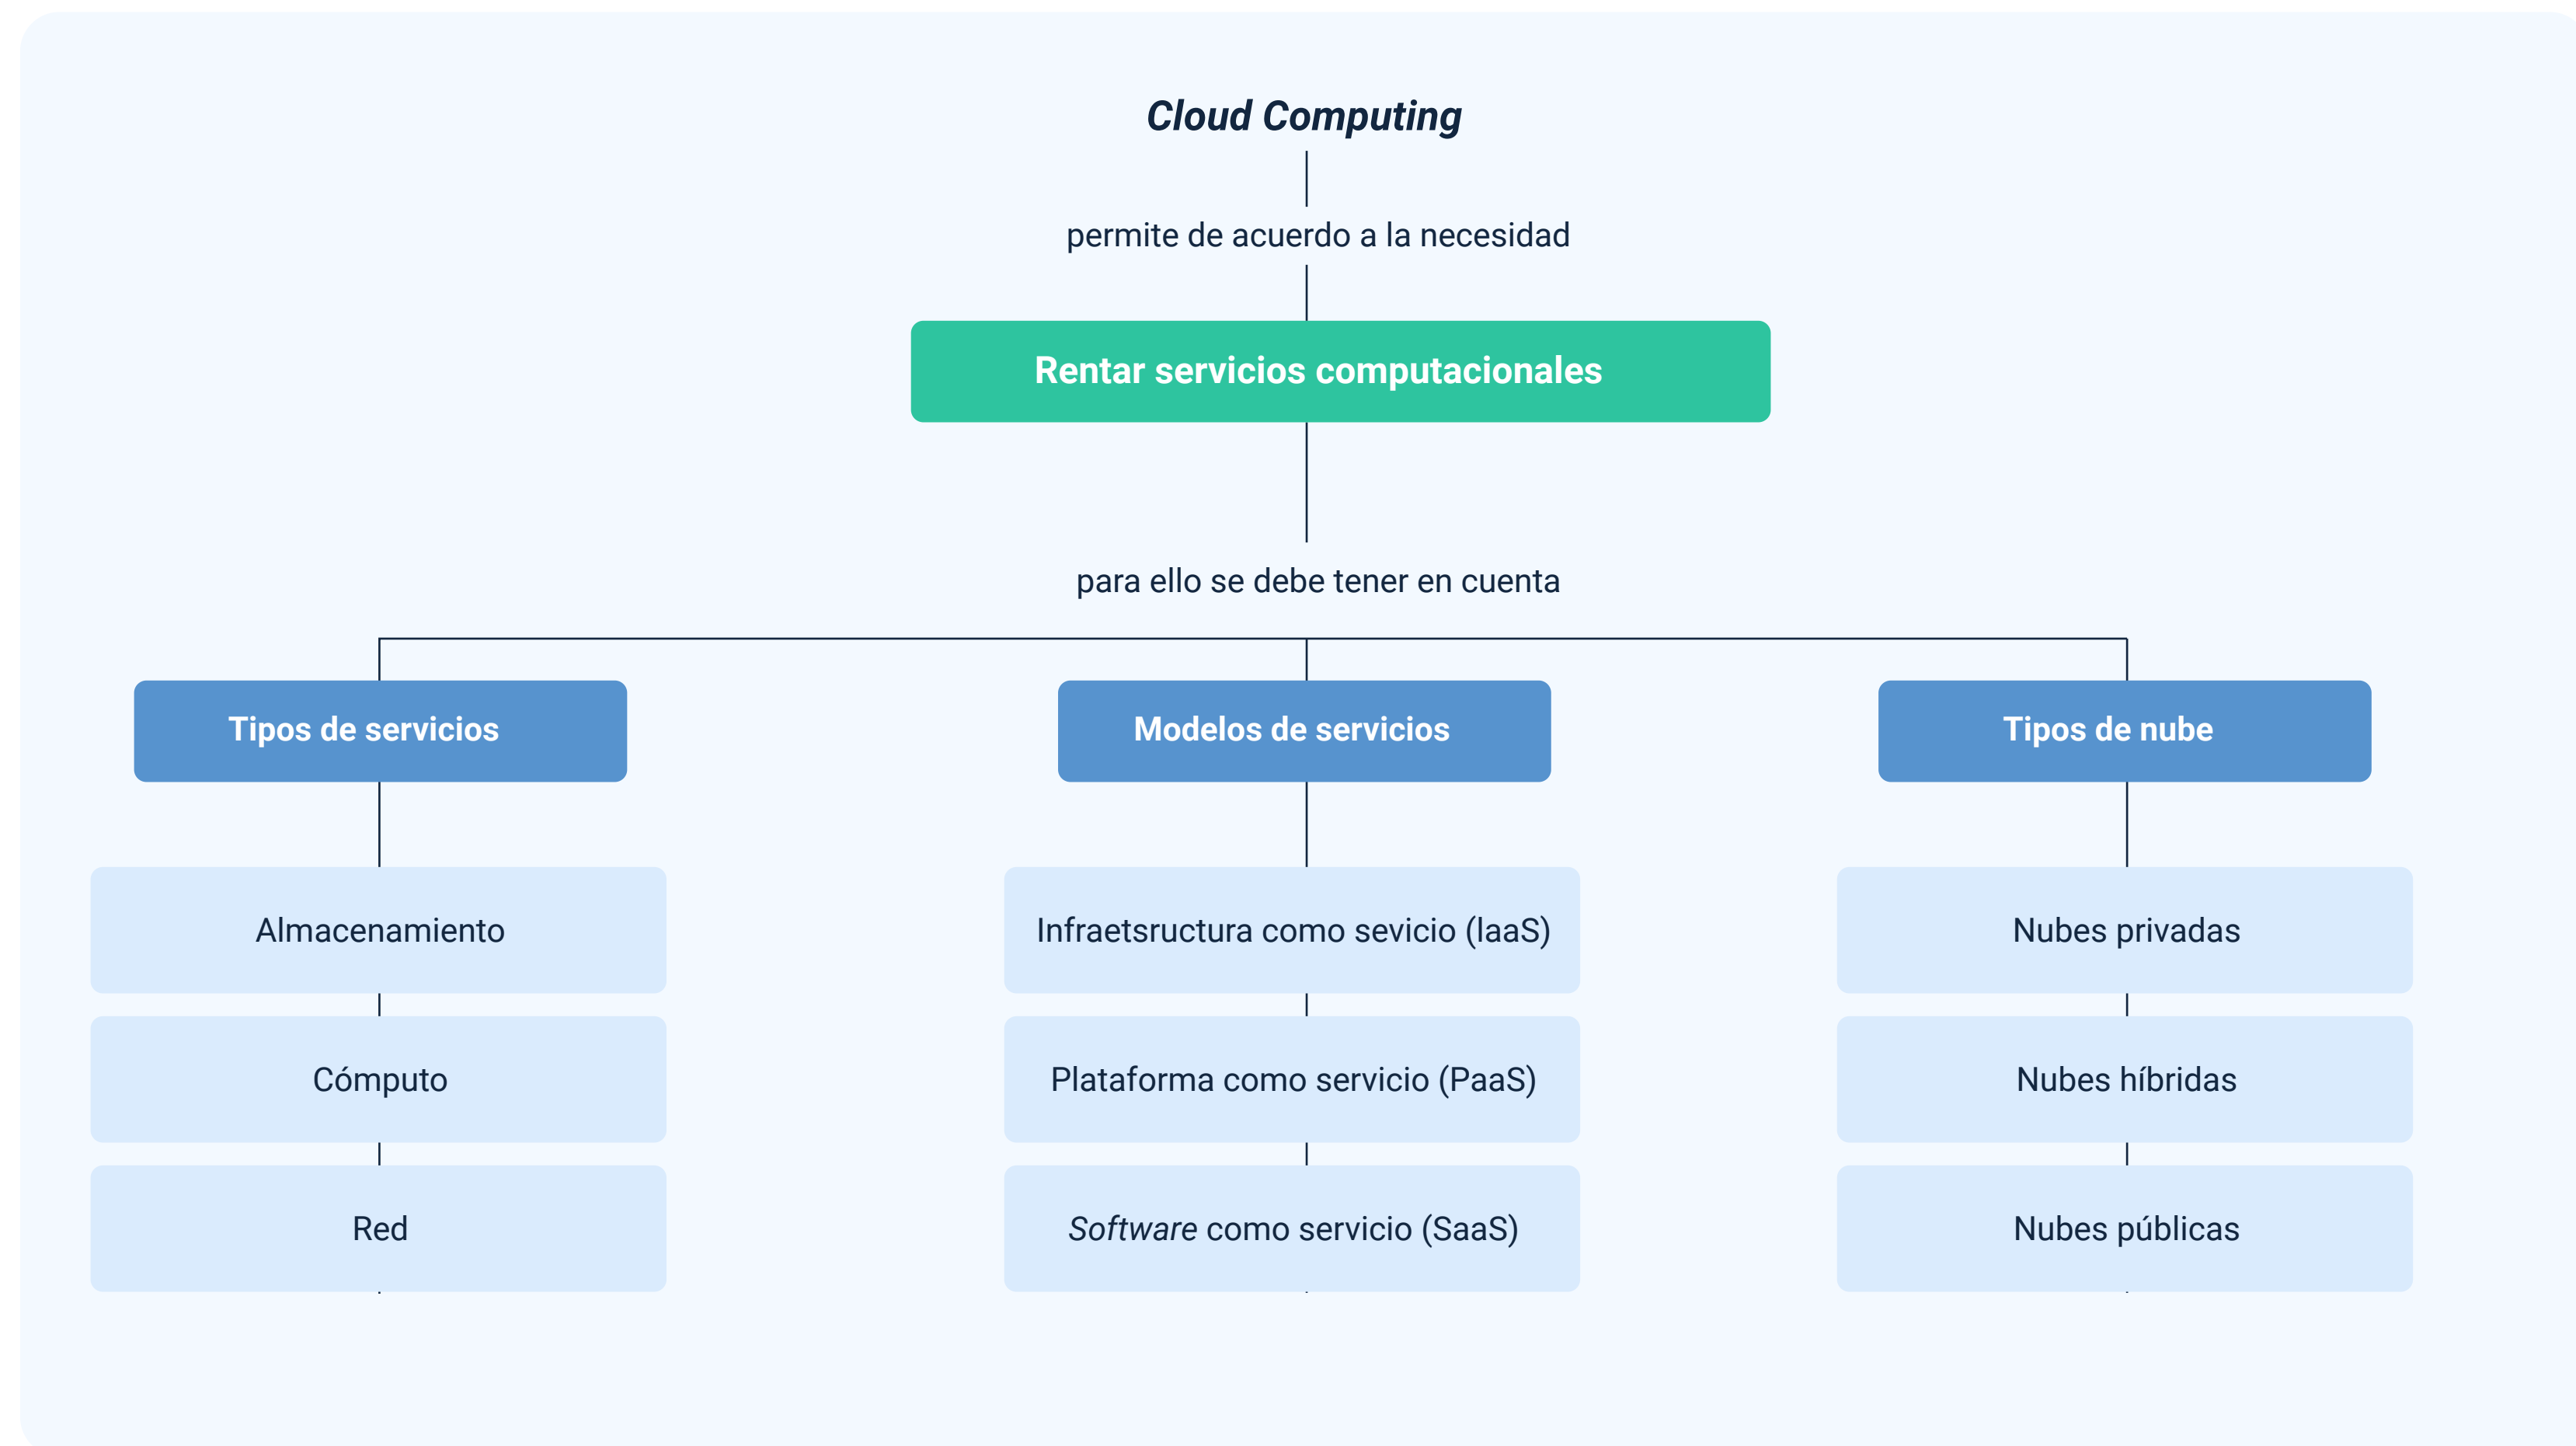 Cloud Computing
permite de acuerdo a la necesidad
Rentar servicios computacionales
para ello se debe tener en cuenta
Tipos de servicios
Almacenamiento
Cómputo
Red
Modelos de servicios
Infraetsructura como sevicio (IaaS)
Plataforma como servicio (PaaS)
Software como servicio (SaaS)
Tipos de nube
Nubes privadas
Nubes híbridas
Nubes públicas